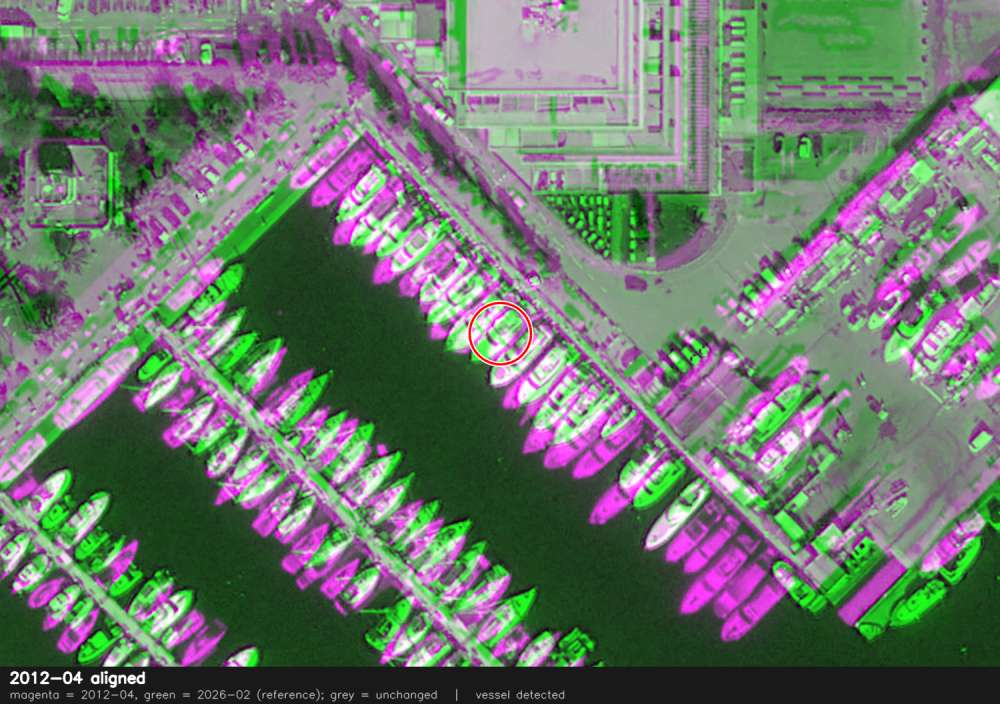 2012-04 aligned
magenta = 2012-04, green = 2026-02 (reference); grey = unchanged | vessel detected